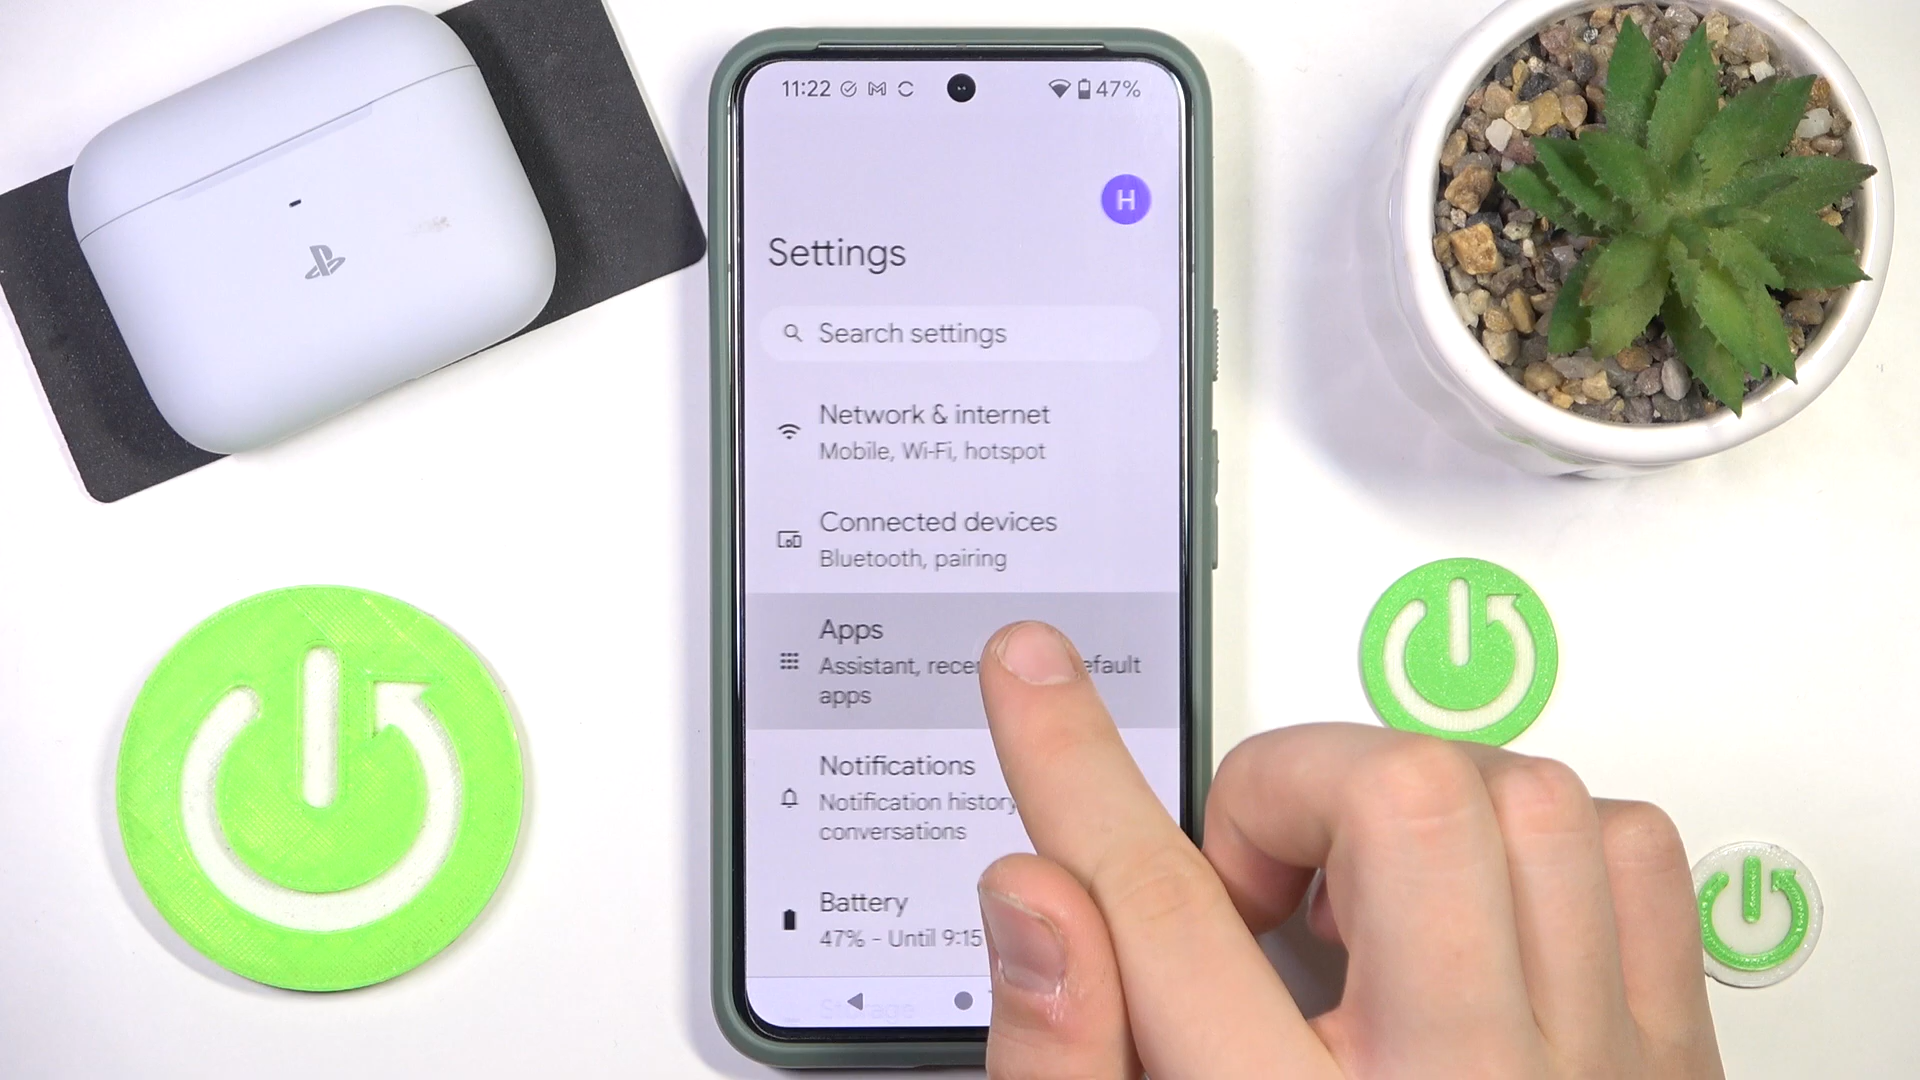 11:22
47%
H
Settings
Search settings
Network & internet
Mobile, Wi-Fi, hotspot
Connected devices
Bluetooth, pairing
Apps
Assistant, efault
apps
Notifications
Notification history
conversations
Battery
47% - Until 9:15
Storage